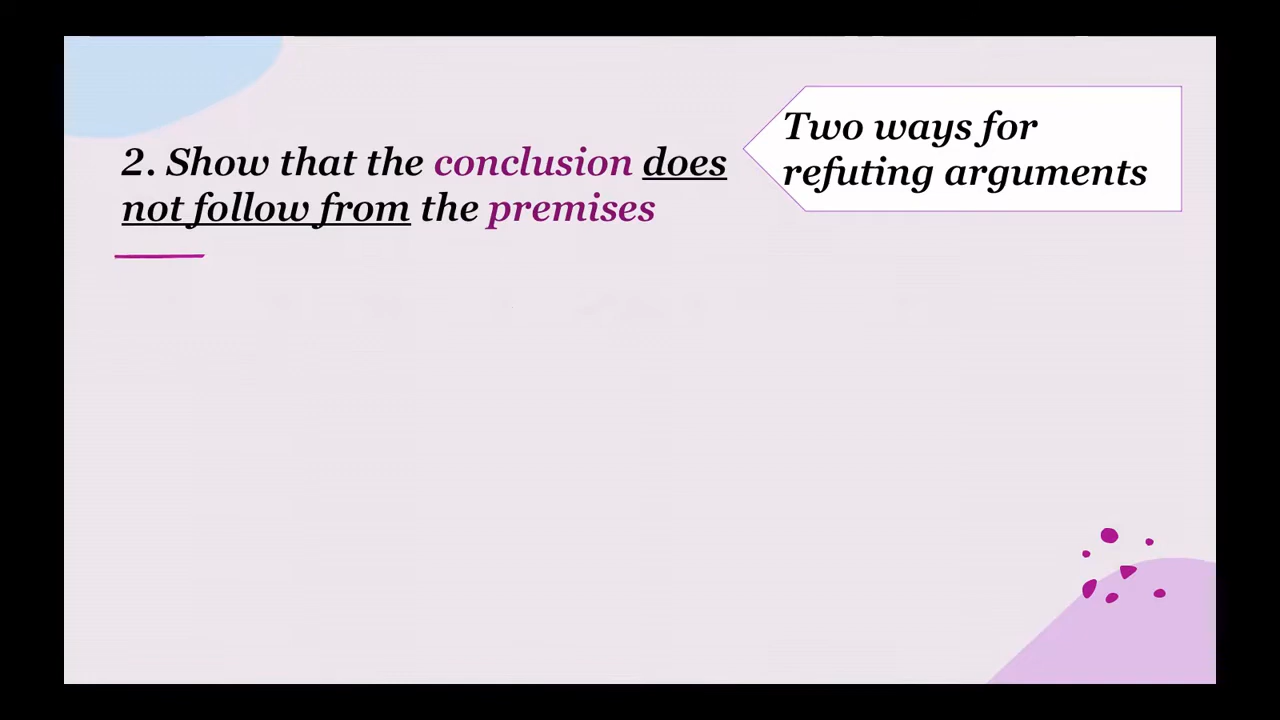 2. Show that the conclusion does
not follow from the premises
Two ways for
refuting arguments